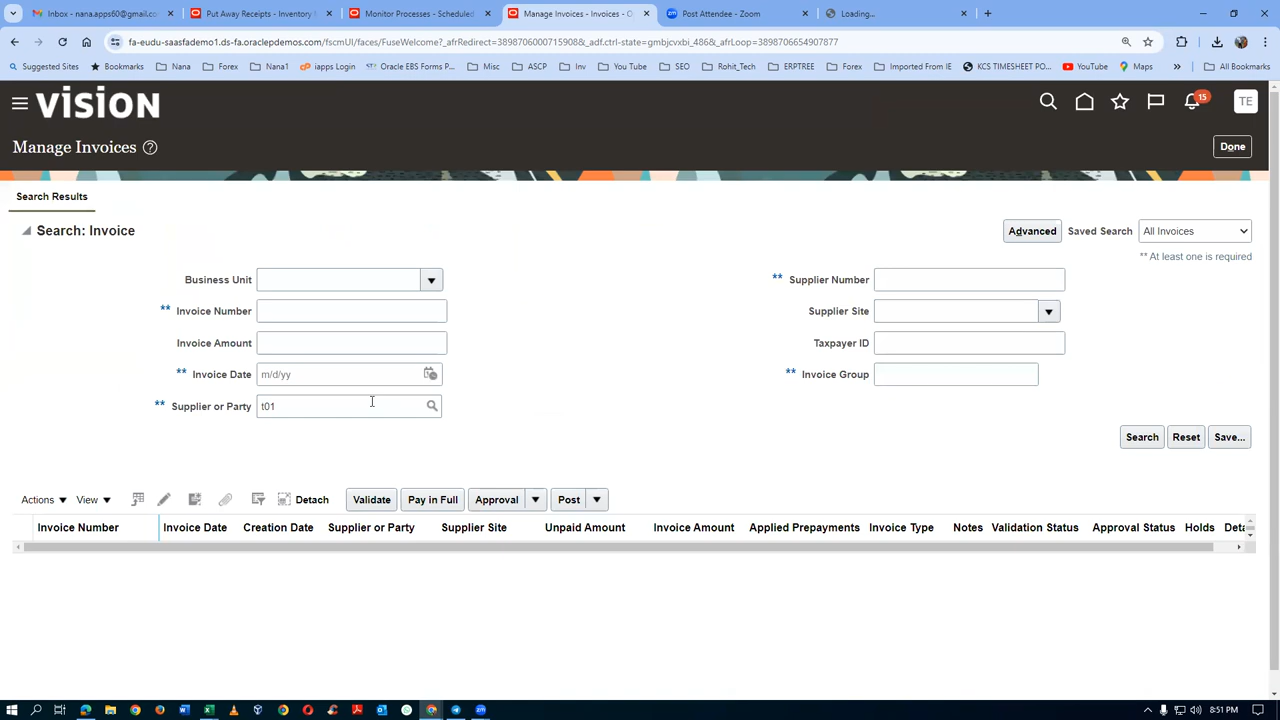 Inbox - nana.apps60@gmail.co
Put Away Receipts - Inventory
Monitor Processes - Scheduled
Manage Invoices - Invoices - O
Post Attendee - Zoom
Loading...
fa-eudu-saasfademo1.ds-fa.oraclepdemos.com/fscmUI/faces/FuseWelcome?_afrRedirect=3898706000715908&_adf.ctrl-state=gmbjcvxbi_486&_afrLoop=3898706654907877
Suggested Sites Bookmarks Nana Forex Nana1 iapps Login Oracle EBS Forms P... Misc ASCP Inv You Tube SEO Rohit_Tech ERPTREE Forex Imported From IE KCS TIMESHEET PO... YouTube Maps » All Bookmarks
VISION
15
TE
Manage Invoices ?
Done
Search Results
Search: Invoice
Advanced Saved Search All Invoices
** At least one is required
Business Unit
** Supplier Number
** Invoice Number
Supplier Site
Invoice Amount
Taxpayer ID
** Invoice Date m/d/yy
** Invoice Group
** Supplier or Party t01
Search Reset Save...
Actions View Detach Validate Pay in Full Approval Post
Invoice Number Invoice Date Creation Date Supplier or Party Supplier Site Unpaid Amount Invoice Amount Applied Prepayments Invoice Type Notes Validation Status Approval Status Holds Deta
8:51 PM